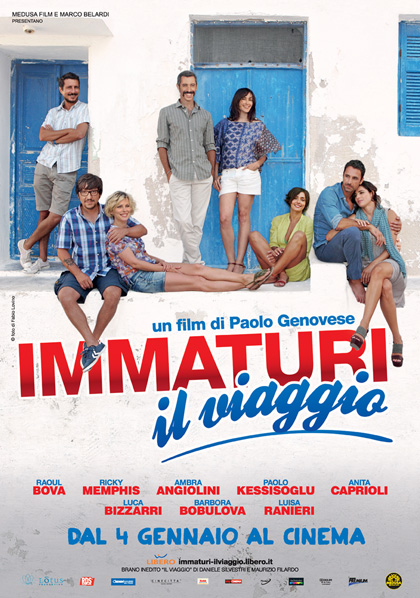 MEDUSA FILM E MARCO BELARDI
PRESENTANO
un film di Paolo Genovese
IMMATURI
il viaggio
RAOUL BOVA
RICKY MEMPHIS
AMBRA ANGIOLINI
PAOLO KESSISOGLU
ANITA CAPRIOLI
LUCA BIZZARRI
BARBORA BOBULOVA
LUISA RANIERI
DAL 4 GENNAIO AL CINEMA
LIBERO immaturi-ilviaggio.libero.it
BRANO INEDITO "IL VIAGGIO" DI DANIELE SILVESTRI E MAURIZIO FILARDO